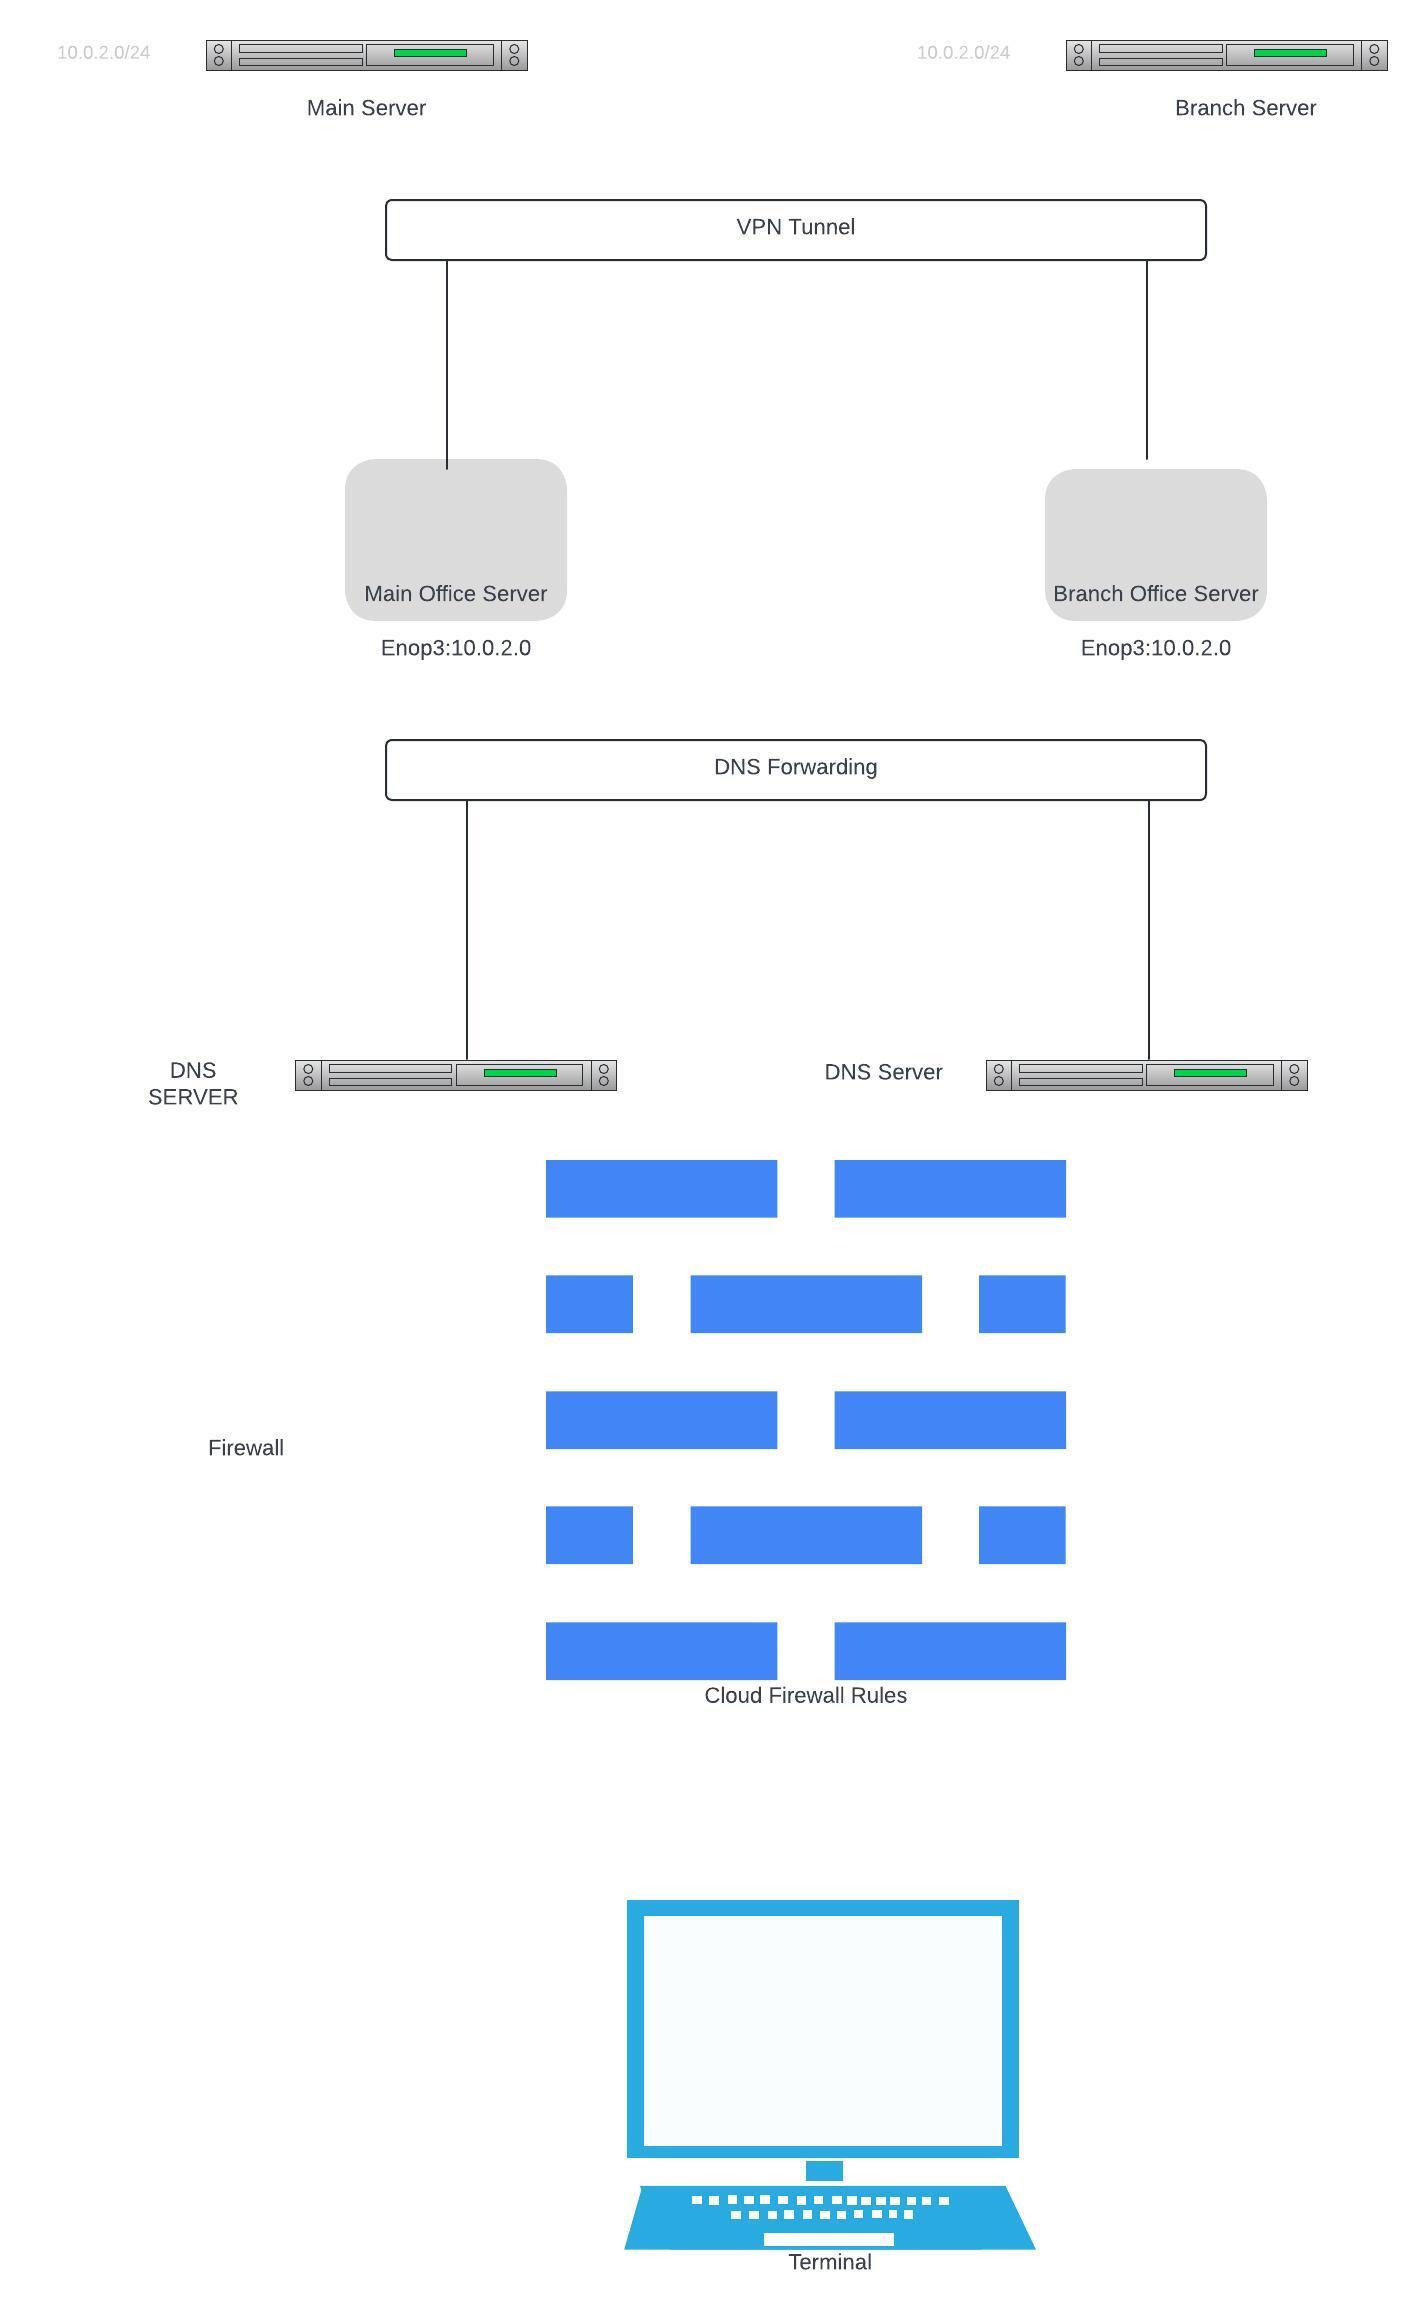 10.0.2.0/24
10.0.2.0/24
Main Server
Branch Server
VPN Tunnel
Main Office Server
Branch Office Server
Enop3:10.0.2.0
Enop3:10.0.2.0
DNS Forwarding
DNS
SERVER
DNS Server
Firewall
Cloud Firewall Rules
Terminal